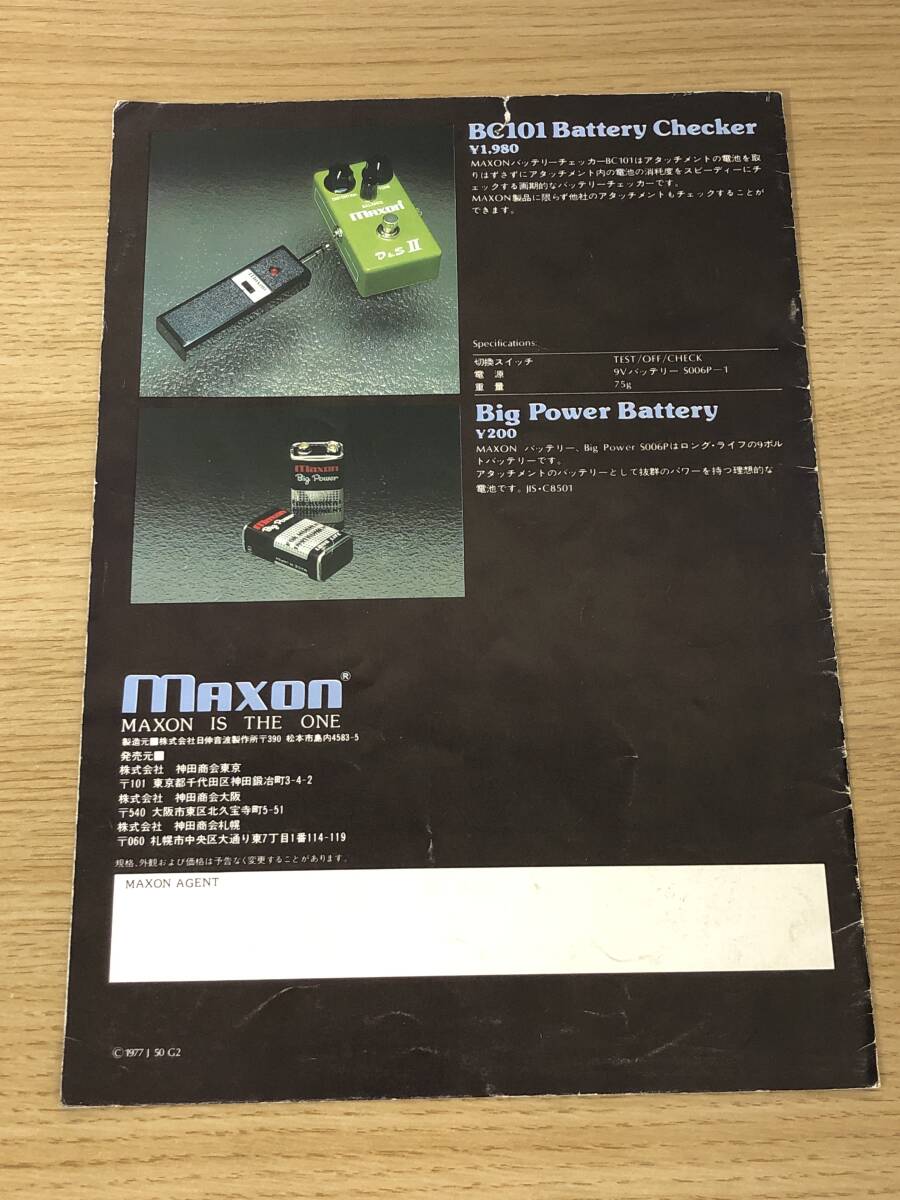 BC101 Battery Checker
¥1,980
MAXONバッテリーチェッカーBC101はアタッチメントの電池を取
りはずさずにアタッチメント内の電池の消耗度をスピーディーにチ
ェックする画期的なバッテリーチェッカーです。
MAXON製品に限らず他社のアタッチメントもチェックすることが
できます。
BALANCE
maxon
D&S II
maxon
Specifications:
切換スイッチ TEST/OFF/CHECK
電源 9Vバッテリー S006P−1
重量 75g
Big Power Battery
¥200
MAXON バッテリー、Big Power S006Pはロング・ライフの9ボル
トバッテリーです。
アタッチメントのバッテリーとして抜群のパワーを持つ理想的な
電池です。JIS・C8501
maxon
Big Power
maxon
Big Power
MAXON®
MAXON IS THE ONE
製造元■株式会社日伸音波製作所〒390 松本市島内4583-5
発売元■
株式会社 神田商会東京
〒101 東京都千代田区神田鍛冶町3-4-2
株式会社 神田商会大阪
〒540 大阪市東区北久宝寺町5-51
株式会社 神田商会札幌
〒060 札幌市中央区大通り東7丁目1番114-119
規格、外観および価格は予告なく変更することがあります。
MAXON AGENT
© 1977 J 50 G2